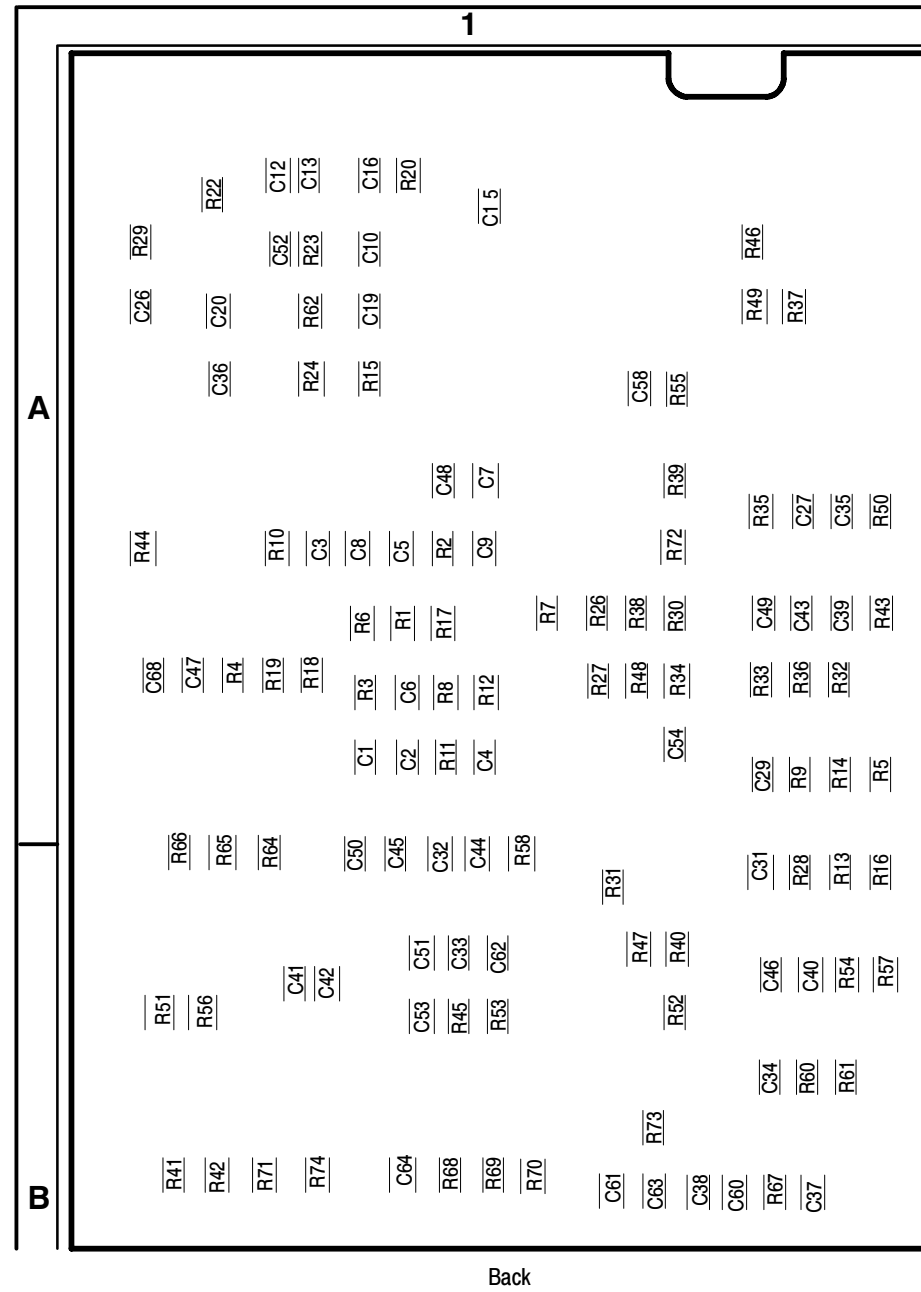 1
C12 C13 C16 R20
R22 C1 5
R29 C52 R23 C10 R46
C26 C20 R62 C19 R49 R37
C36 R24 R15 C58 R55
A
C48 C7 R39
R35 C27 C35 R50
R44 R10 C3 C8 C5 R2 C9 R72
R6 R1 R17 R7 R26 R38 R30 C49 C43 C39 R43
C68 C47 R4 R19 R18 R3 C6 R8 R12 R27 R48 R34 R33 R36 R32
C1 C2 R11 C4 C54
C29 R9 R14 R5
R66 R65 R64 C50 C45 C32 C44 R58
R31 C31 R28 R13 R16
C51 C33 C62 R47 R40
C41 C42 C46 C40 R54 R57
R51 R56 C53 R45 R53 R52
C34 R60 R61
R73
R41 R42 R71 R74 C64 R68 R69 R70
B C61 C63 C38 C60 R67 C37
Back